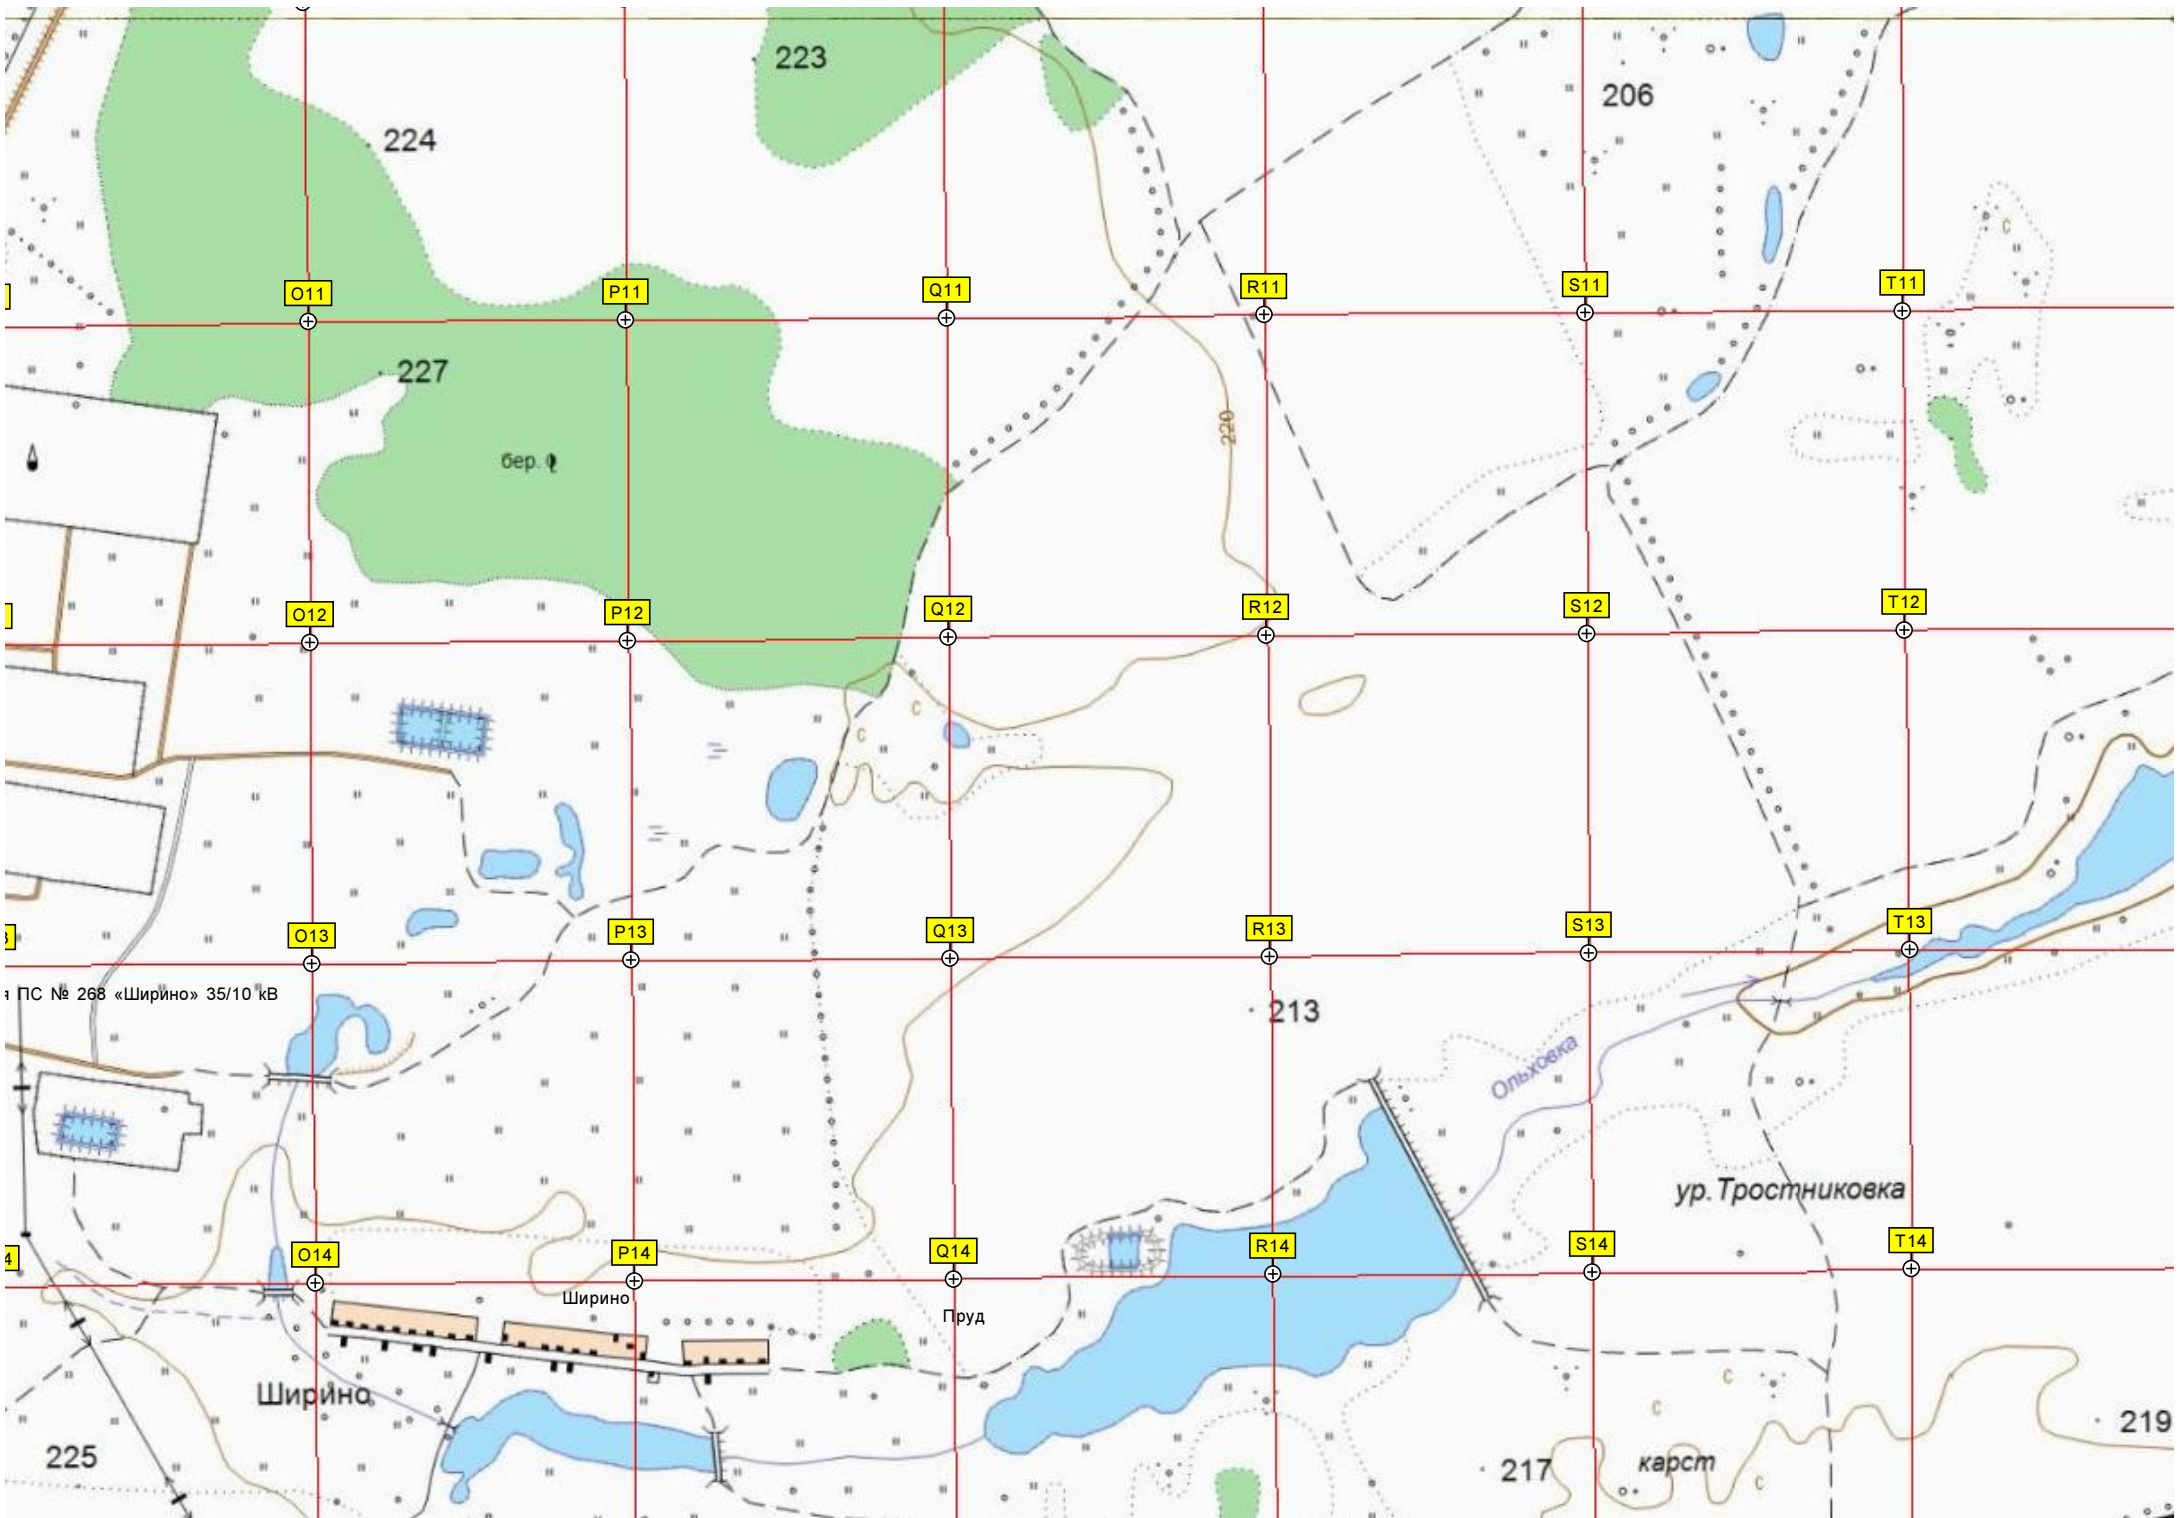 223
206
224
O11
P11
Q11
R11
S11
T11
С
227
220
бер.
O12
P12
Q12
R12
S12
T12
С
С
O13
P13
Q13
R13
S13
T13
ПС № 268 «Ширино» 35/10 кВ
213
Ольховка
ур.Тростниковка
4
O14
P14
Q14
R14
S14
T14
Ширино
Пруд
Ширино
С
С
219
225
217
карст
С